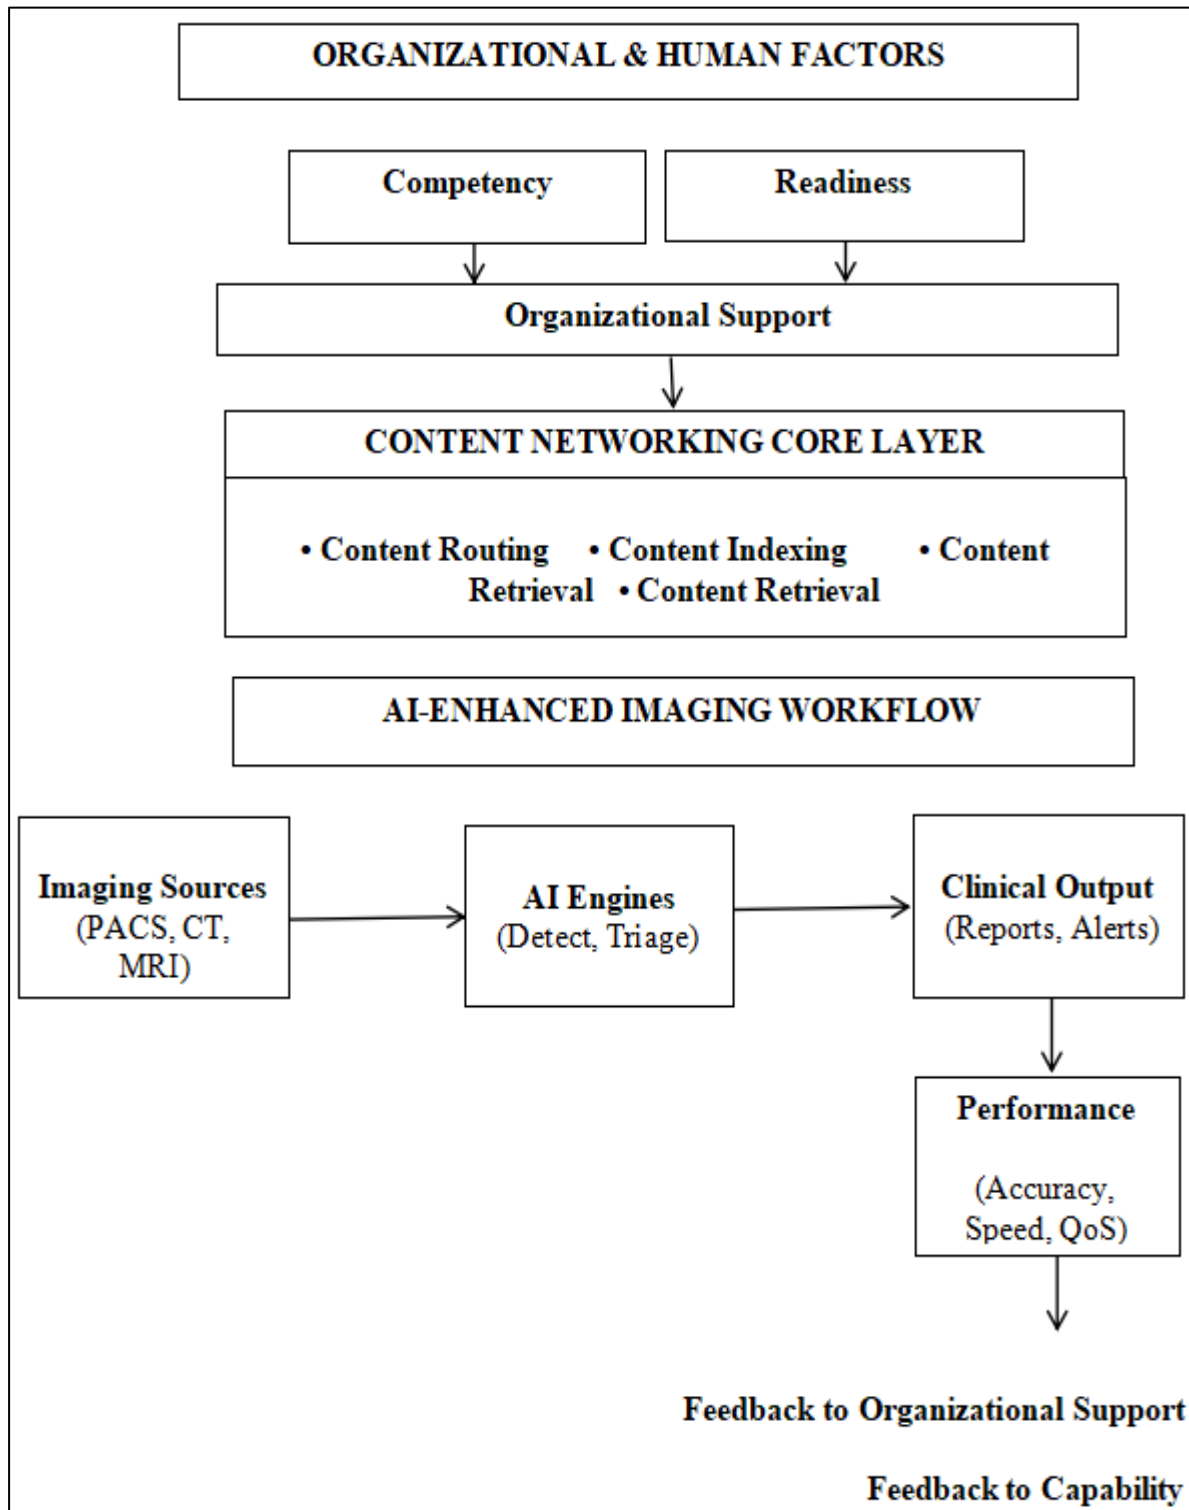 ORGANIZATIONAL & HUMAN FACTORS
Competency
Readiness
Organizational Support
CONTENT NETWORKING CORE LAYER
• Content Routing • Content Indexing • Content
Retrieval • Content Retrieval
AI-ENHANCED IMAGING WORKFLOW
Imaging Sources
(PACS, CT,
MRI)
AI Engines
(Detect, Triage)
Clinical Output
(Reports, Alerts)
Performance
(Accuracy,
Speed, QoS)
Feedback to Organizational Support
Feedback to Capability